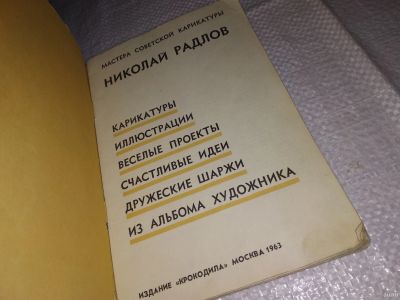 МАСТЕРА СОВЕТСКОЙ КАРИКАТУРЫ
НИКОЛАЙ РАДЛОВ
КАРИКАТУРЫ
ИЛЛЮСТРАЦИИ
ВЕСЕЛЫЕ ПРОЕКТЫ
СЧАСТЛИВЫЕ ИДЕИ
ДРУЖЕСКИЕ ШАРЖИ
ИЗ АЛЬБОМА ХУДОЖНИКА
ИЗДАНИЕ «КРОКОДИЛА» МОСКВА 1963